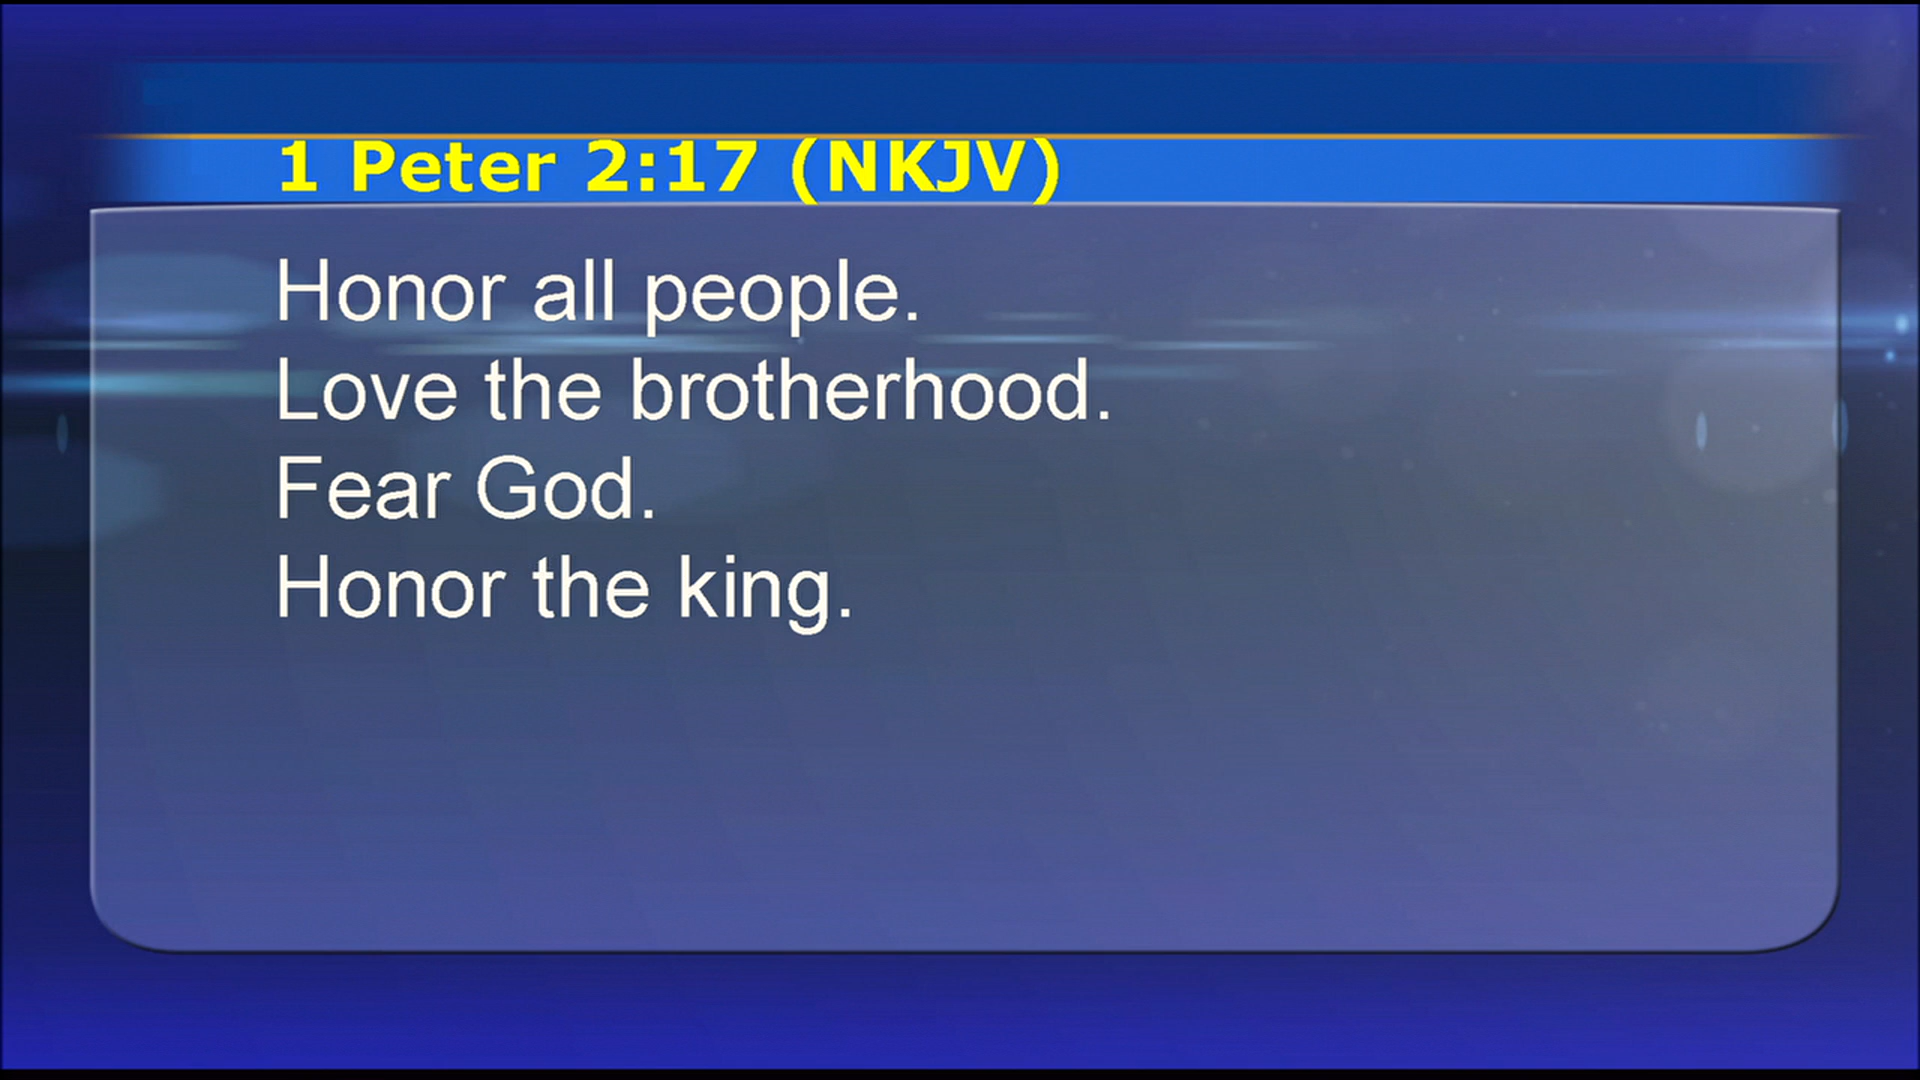 1 Peter 2:17 (NKJV)
Honor all people.
Love the brotherhood.
Fear God.
Honor the king.